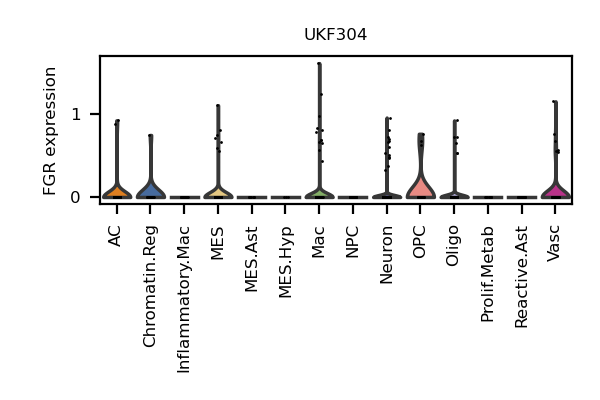 UKF304
FGR expression
1
0
AC
Chromatin.Reg
Inflammatory.Mac
MES
MES.Ast
MES.Hyp
Mac
NPC
Neuron
OPC
Oligo
Prolif.Metab
Reactive.Ast
Vasc